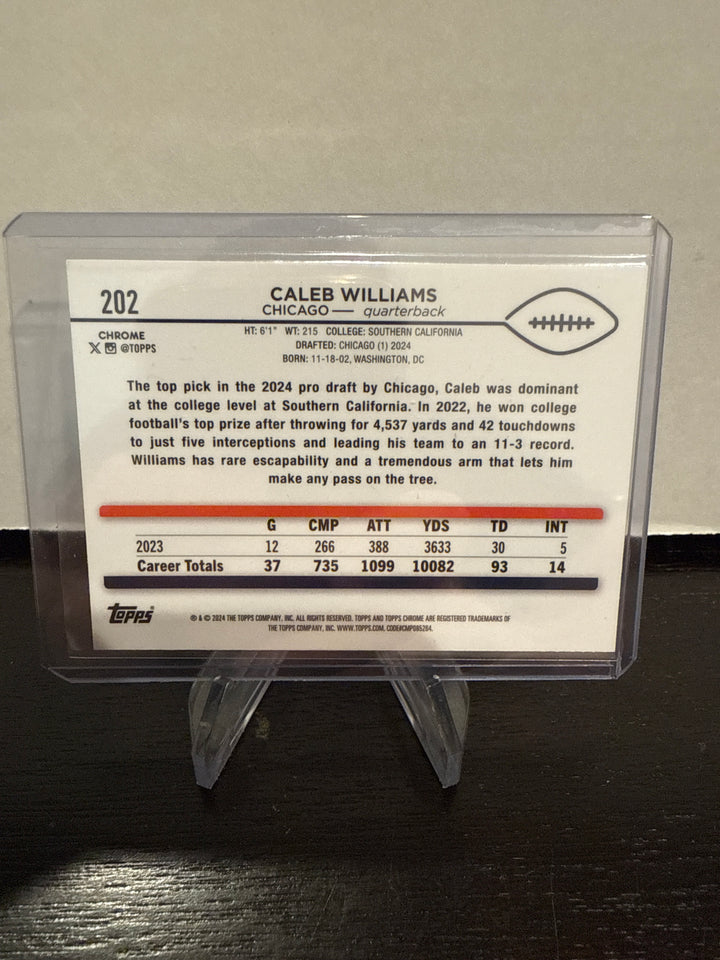 202
CALEB WILLIAMS
CHICAGO — quarterback
CHROME
@TOPPS
HT: 6'1" WT: 215 COLLEGE: SOUTHERN CALIFORNIA
DRAFTED: CHICAGO (1) 2024
BORN: 11-18-02, WASHINGTON, DC
The top pick in the 2024 pro draft by Chicago, Caleb was dominant
at the college level at Southern California. In 2022, he won college
football's top prize after throwing for 4,537 yards and 42 touchdowns
to just five interceptions and leading his team to an 11-3 record.
Williams has rare escapability and a tremendous arm that lets him
make any pass on the tree.
G CMP ATT YDS TD INT
2023 12 266 388 3633 30 5
Career Totals 37 735 1099 10082 93 14
Topps
® & © 2024 THE TOPPS COMPANY, INC. ALL RIGHTS RESERVED. TOPPS AND TOPPS CHROME ARE REGISTERED TRADEMARKS OF
THE TOPPS COMPANY, INC. WWW.TOPPS.COM. CODE#CMP085284.